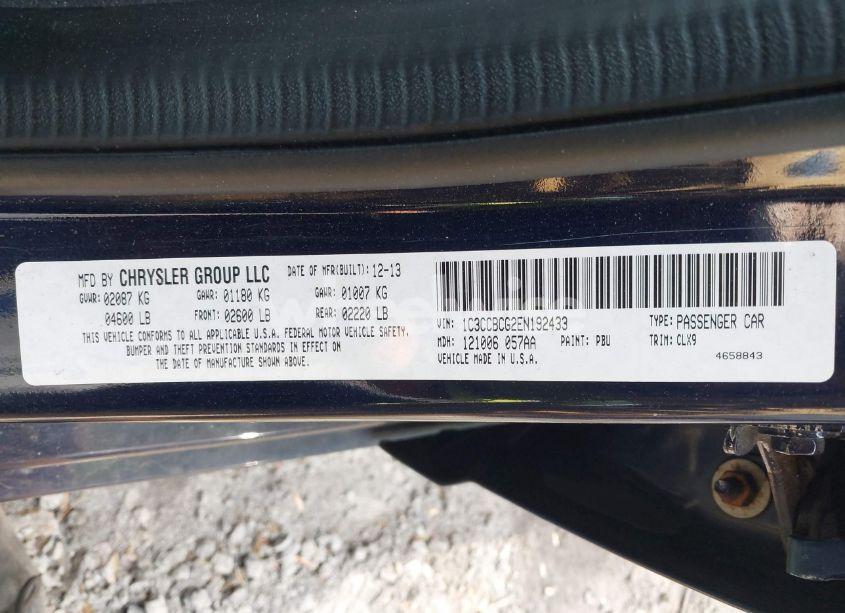 MFD BY CHRYSLER GROUP LLC DATE OF MFR(BUILT): 12-13
GVWR: 02087 KG GAWR: 01180 KG GAWR: 01007 KG
04600 LB FRONT: 02600 LB REAR: 02220 LB
THIS VEHICLE CONFORMS TO ALL APPLICABLE U.S.A. FEDERAL MOTOR VEHICLE SAFETY,
BUMPER AND THEFT PREVENTION STANDARDS IN EFFECT ON
THE DATE OF MANUFACTURE SHOWN ABOVE.
VIN: 1C3CCBCG2EN192433 TYPE: PASSENGER CAR
MDH: 121006 057AA PAINT: PBU TRIM: CLX9
VEHICLE MADE IN U.S.A. 4658843